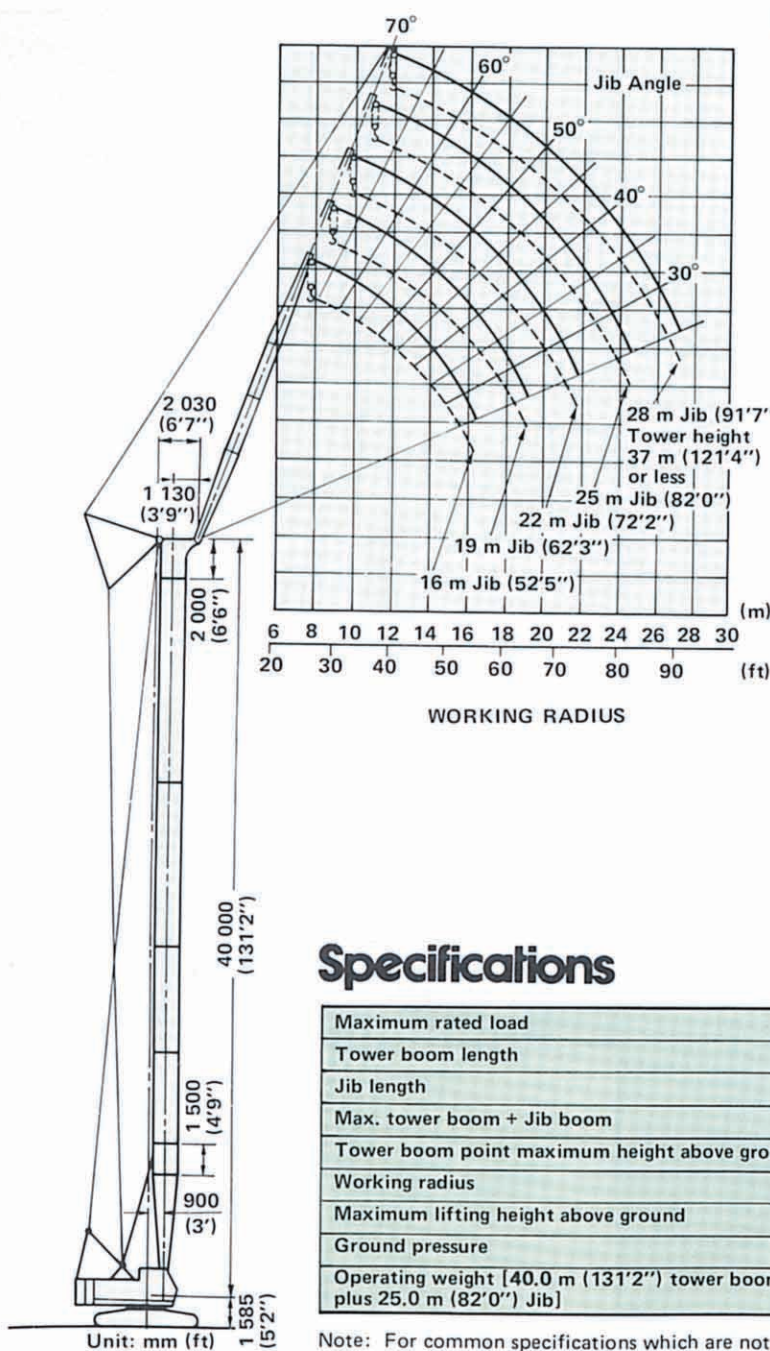 70°
60°
Jib Angle
50°
40°
30°
2 030
(6'7'')
1 130
(3'9'')
28 m Jib (91'7'
Tower height
37 m (121'4'')
or less
25 m Jib (82'0'')
22 m Jib (72'2'')
19 m Jib (62'3'')
16 m Jib (52'5'')
2 000
(6'6'')
(m)
6 8 10 12 14 16 18 20 22 24 26 28 30
20 30 40 50 60 70 80 90 (ft)
WORKING RADIUS
40 000
(131'2'')
Specifications
Maximum rated load
Tower boom length
Jib length
Max. tower boom + Jib boom
Tower boom point maximum height above gro
Working radius
Maximum lifting height above ground
Ground pressure
Operating weight [40.0 m (131'2'') tower boom
plus 25.0 m (82'0'') Jib]
1 500
(4'9'')
900
(3')
1 585
(5'2'')
Unit: mm (ft)
Note: For common specifications which are not